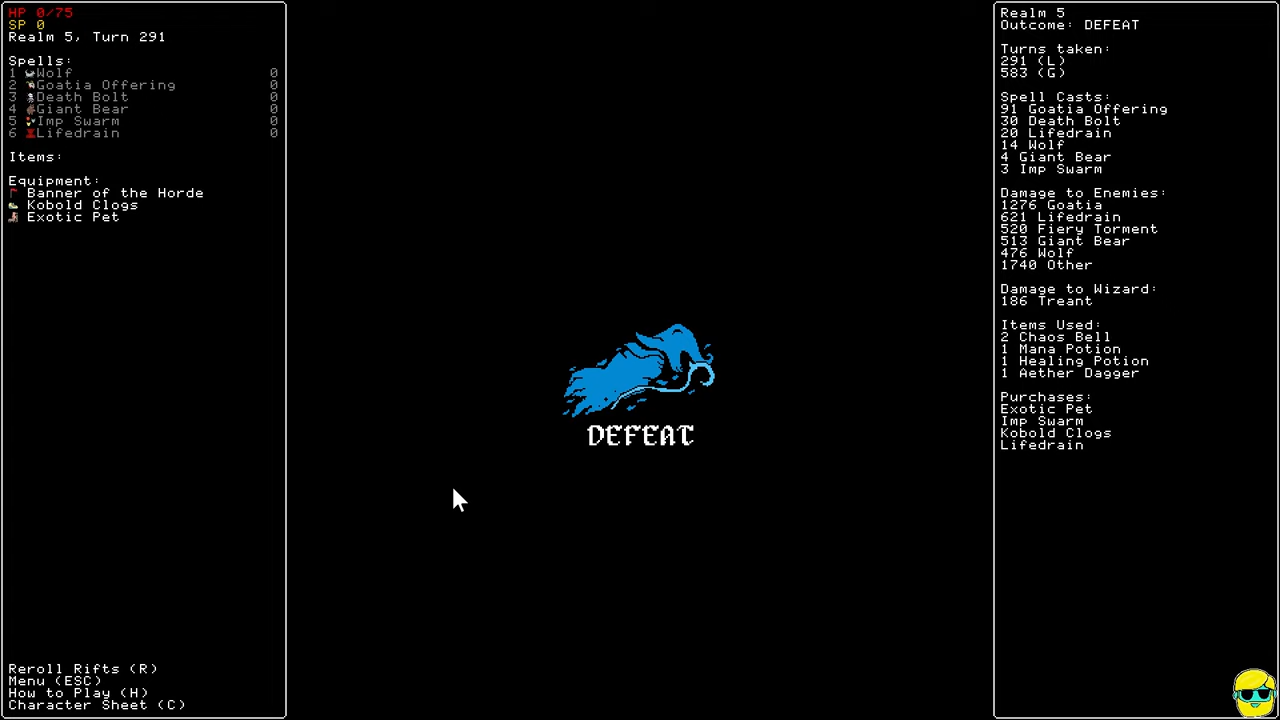 HP 0/75
SP 0
Realm 5, Turn 291
Spells:
1 Wolf 0
2 Goatia Offering 0
3 Death Bolt 0
4 Giant Bear 0
5 Imp Swarm 0
6 Lifedrain 0
Items:
Equipment:
Banner of the Horde
Kobold Clogs
Exotic Pet
Reroll Rifts (R)
Menu (ESC)
How to Play (H)
Character Sheet (C)
DEFEAT
Realm 5
Outcome: DEFEAT
Turns taken:
291 (L)
583 (G)
Spell Casts:
91 Goatia Offering
30 Death Bolt
20 Lifedrain
14 Wolf
4 Giant Bear
3 Imp Swarm
Damage to Enemies:
1276 Goatia
621 Lifedrain
520 Fiery Torment
513 Giant Bear
476 Wolf
1740 Other
Damage to Wizard:
186 Treant
Items Used:
2 Chaos Bell
1 Mana Potion
1 Healing Potion
1 Aether Dagger
Purchases:
Exotic Pet
Imp Swarm
Kobold Clogs
Lifedrain